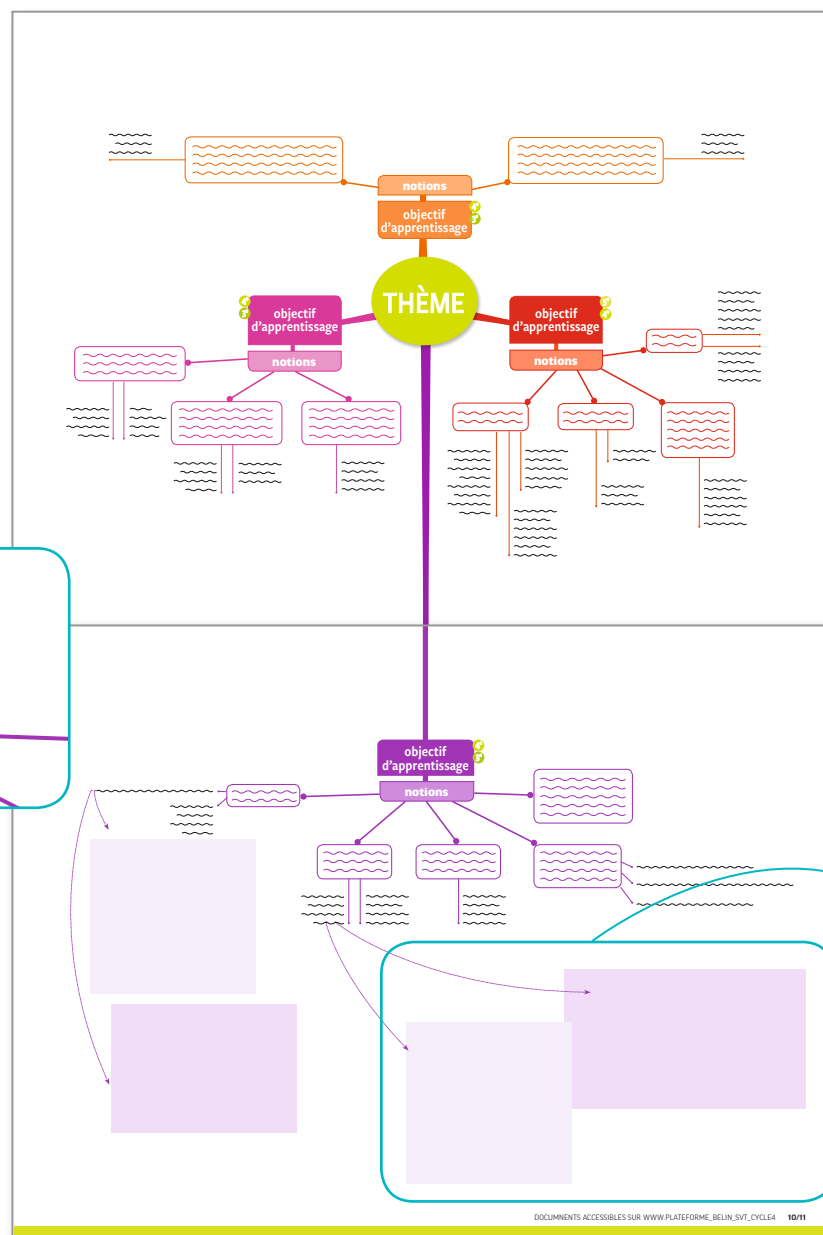 notions
objectif
d'apprentissage
THÈME
objectif
d'apprentissage
notions
objectif
d'apprentissage
notions
objectif
d'apprentissage
notions
DOCUMNENTS ACCESSIBLES SUR WWW.PLATEFORME_BELIN_SVT_CYCLE4 10/11